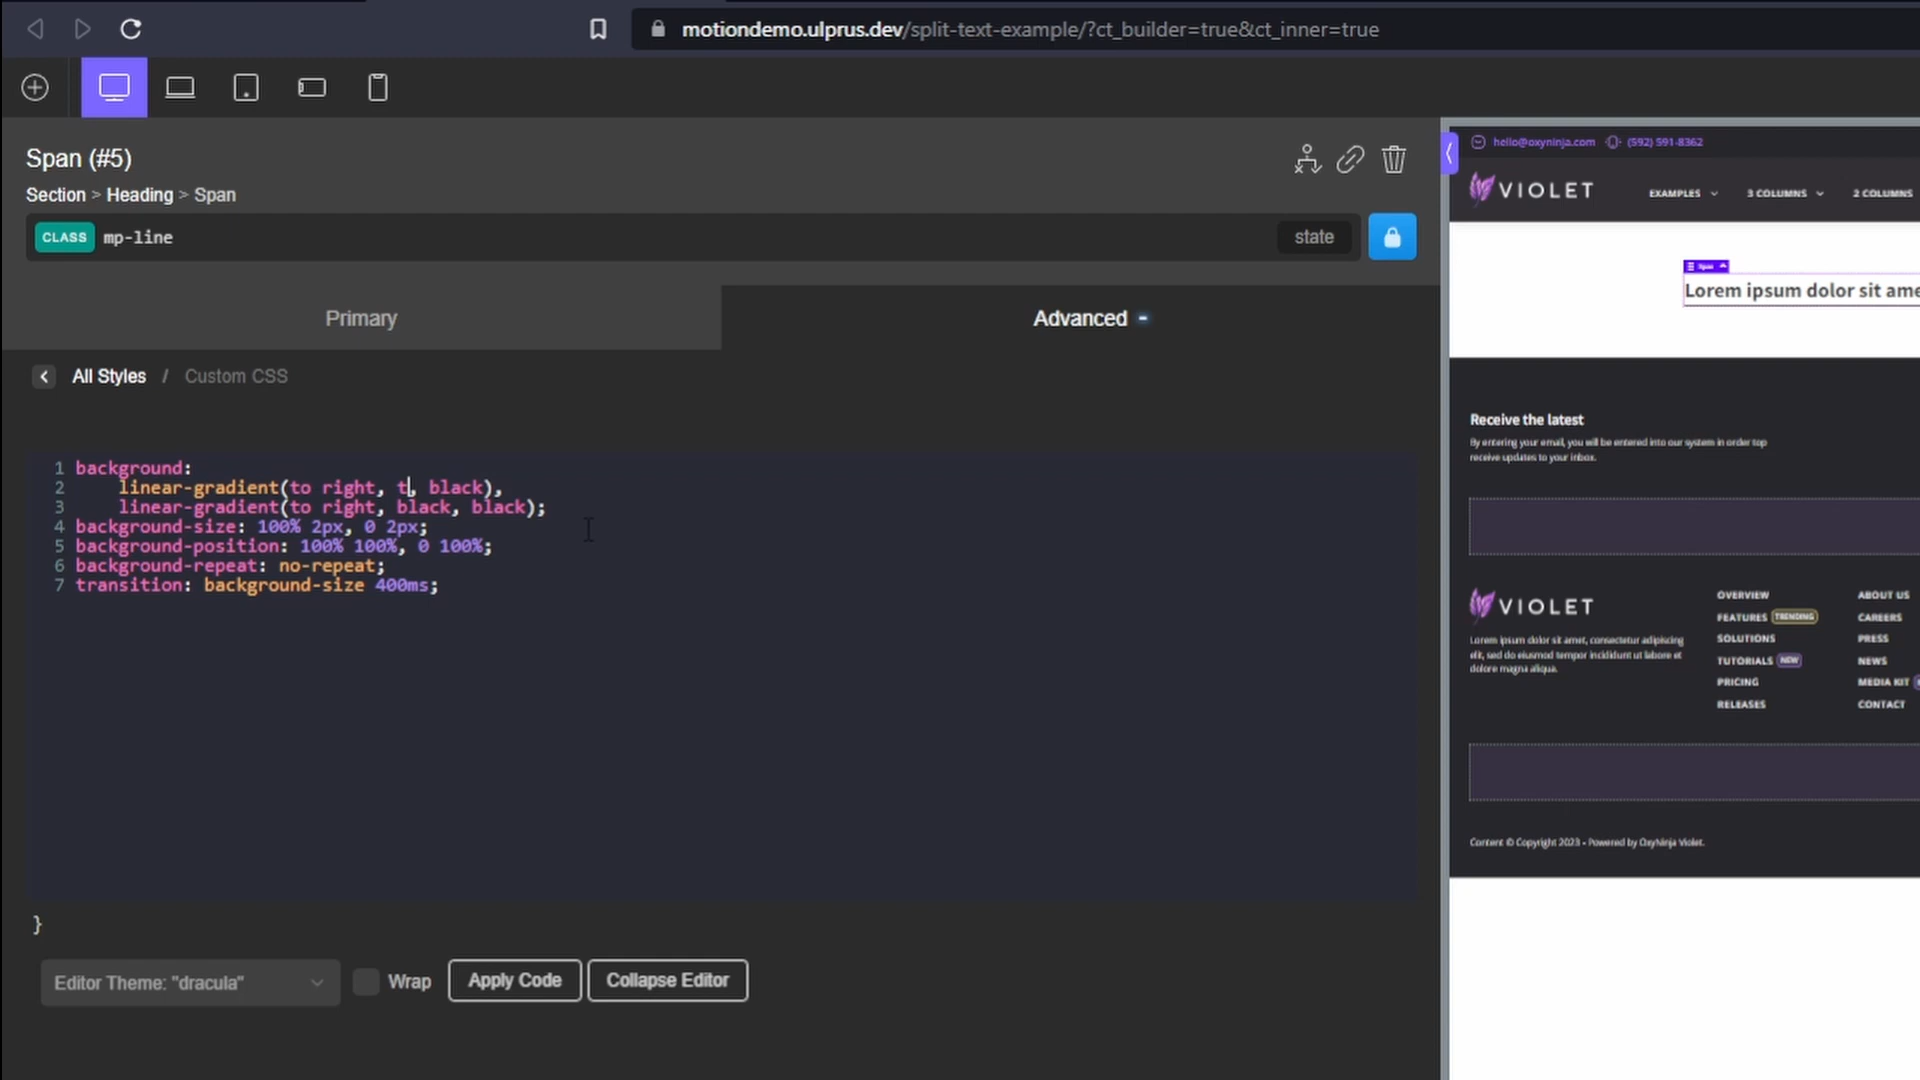 motiondemo.ulprus.dev/split-text-example/?ct_builder=true&ct_inner=true
Span (#5)
Section > Heading > Span
CLASS mp-line
state
Primary
Advanced -
All Styles / Custom CSS
1 background:
2 linear-gradient(to right, t, black),
3 linear-gradient(to right, black, black);
4 background-size: 100% 2px, 0 2px;
5 background-position: 100% 100%, 0 100%;
6 background-repeat: no-repeat;
7 transition: background-size 400ms;
}
Editor Theme: "dracula"
Wrap
Apply Code
Collapse Editor
hello@oxyninja.com (592) 591-8362
VIOLET
EXAMPLES
3 COLUMNS
2 COLUMNS
Span
Lorem ipsum dolor sit ame
Receive the latest
By entering your email, you will be entered into our system in order top
receive updates to your inbox.
VIOLET
Lorem ipsum dolor sit amet, consectetur adipiscing
elit, sed do eiusmod tempor incididunt ut labore et
dolore magna aliqua.
OVERVIEW
FEATURES TRENDING
SOLUTIONS
TUTORIALS NEW
PRICING
RELEASES
ABOUT US
CAREERS
PRESS
NEWS
MEDIA KIT
CONTACT
Content © Copyright 2023 • Powered by OxyNinja Violet.